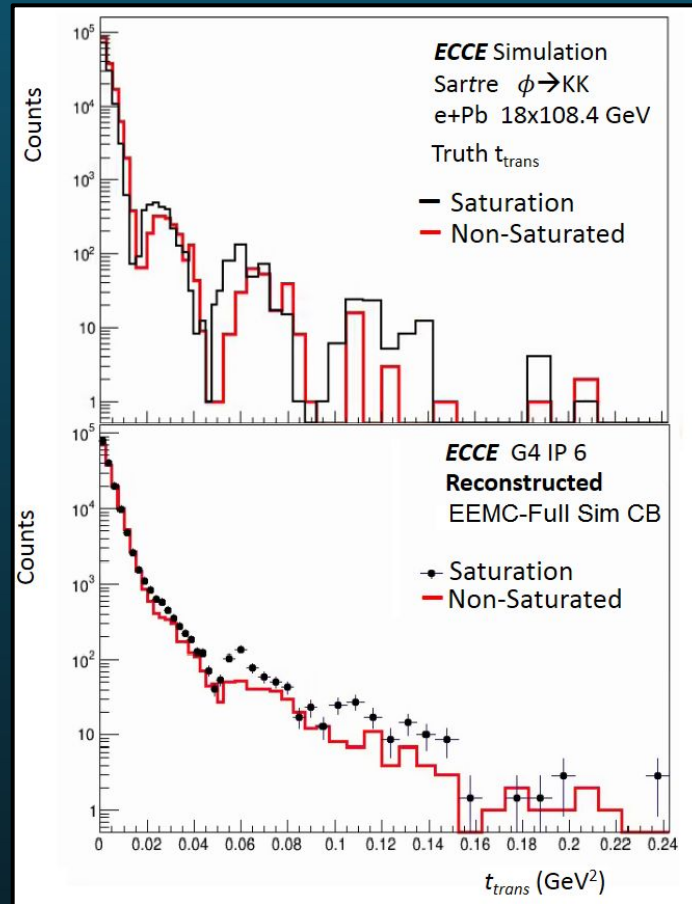 ECCE Simulation
Sartre ϕ→KK
e+Pb 18x108.4 GeV
Truth t_trans
Saturation
Non-Saturated
Counts
10^5
10^4
10^3
10^2
10
1
ECCE G4 IP 6
Reconstructed
EEMC-Full Sim CB
Saturation
Non-Saturated
Counts
10^5
10^4
10^3
10^2
10
1
0 0.02 0.04 0.06 0.08 0.1 0.12 0.14 0.16 0.18 0.2 0.22 0.24
t_trans (GeV^2)